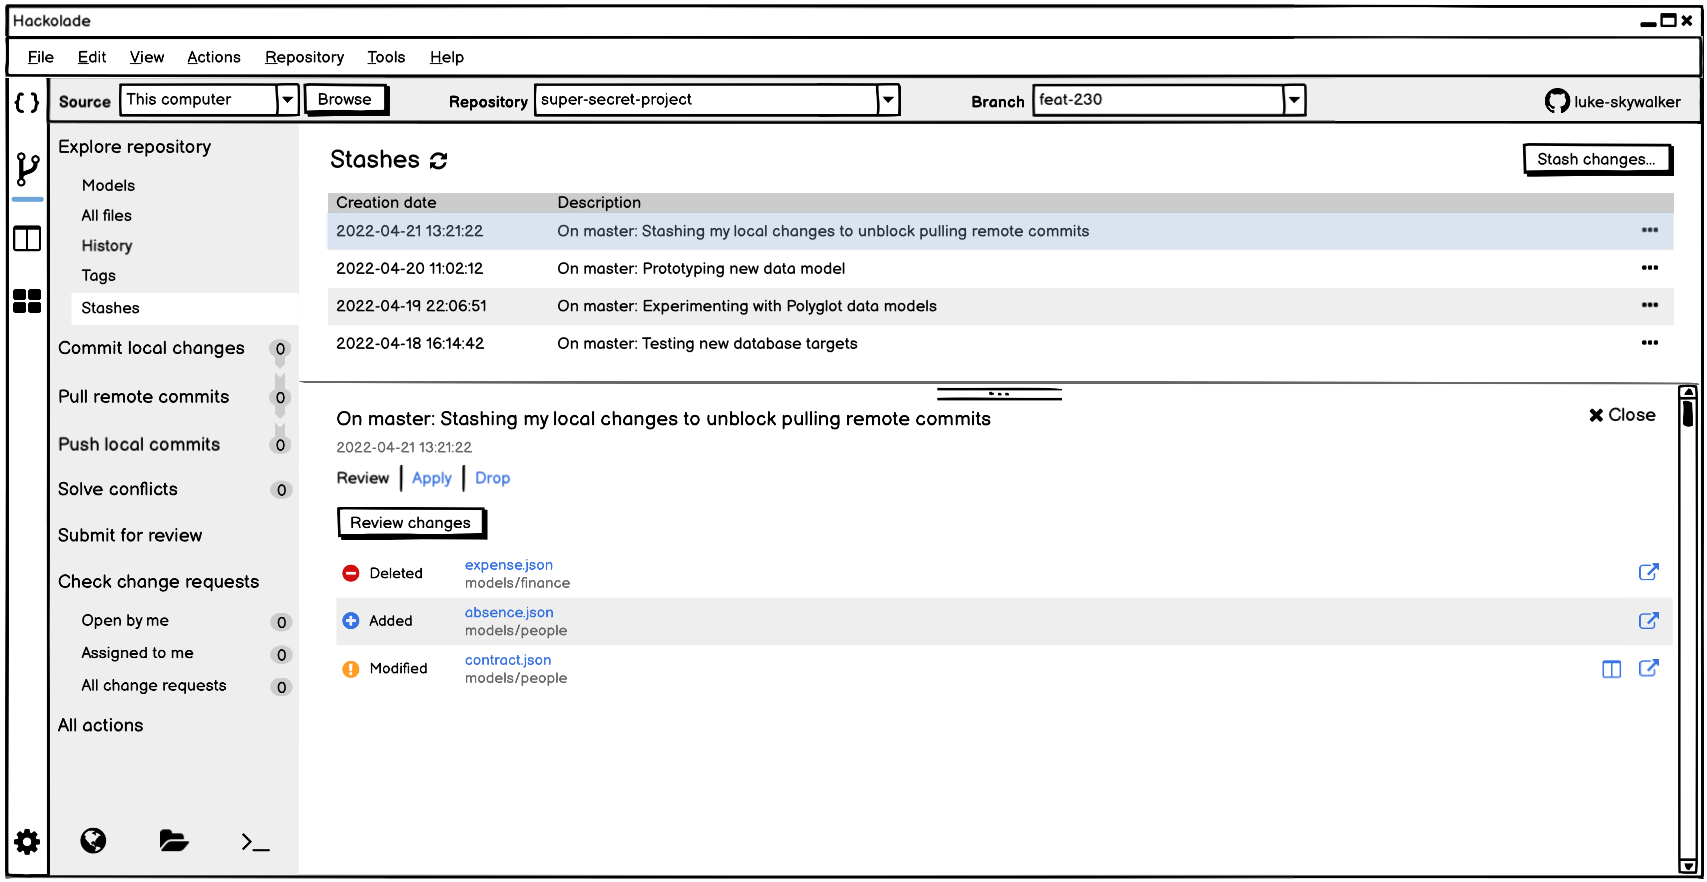 Hackolade
File Edit View Actions Repository Tools Help
Source This computer Browse Repository super-secret-project Branch feat-230 luke-skywalker
Explore repository
Models
All files
History
Tags
Stashes
Commit local changes 0
Pull remote commits 0
Push local commits 0
Solve conflicts 0
Submit for review
Check change requests
Open by me 0
Assigned to me 0
All change requests 0
All actions
Stashes
Stash changes...
Creation date Description
2022-04-21 13:21:22 On master: Stashing my local changes to unblock pulling remote commits
2022-04-20 11:02:12 On master: Prototyping new data model
2022-04-19 22:06:51 On master: Experimenting with Polyglot data models
2022-04-18 16:14:42 On master: Testing new database targets
On master: Stashing my local changes to unblock pulling remote commits
Close
2022-04-21 13:21:22
Review Apply Drop
Review changes
Deleted expense.json
models/finance
Added absence.json
models/people
Modified contract.json
models/people